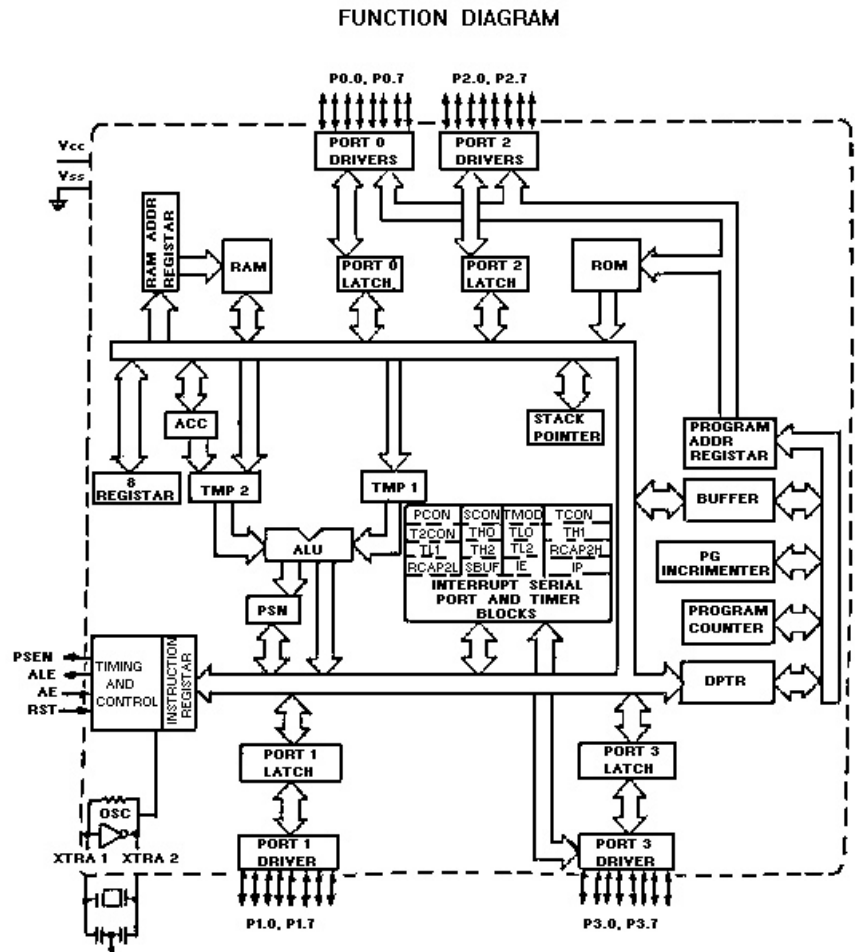 FUNCTION DIAGRAM
P0.0, P0.7
P2.0, P2.7
Vcc
Vss
PORT 0
DRIVERS
PORT 2
DRIVERS
RAM ADDR
REGISTAR
RAM
PORT 0
LATCH
PORT 2
LATCH
ROM
ACC
STACK
POINTER
PROGRAM
ADDR
REGISTAR
8
REGISTAR
TMP 2
TMP 1
BUFFER
PCON SCON TMOD TCON
T2CON TH0 TL0 TH1
TL1 TH2 TL2 RCAP2H
RCAP2L SBUF IE IP
INTERRUPT SERIAL
PORT AND TIMER
BLOCKS
ALU
PG
INCRIMENTER
PSN
PROGRAM
COUNTER
PSEN
ALE
AE
RST
TIMING
AND
CONTROL
INSTRUCTION
REGISTAR
DPTR
PORT 1
LATCH
PORT 3
LATCH
OSC
XTRA 1 XTRA 2
PORT 1
DRIVER
PORT 3
DRIVER
P1.0, P1.7
P3.0, P3.7